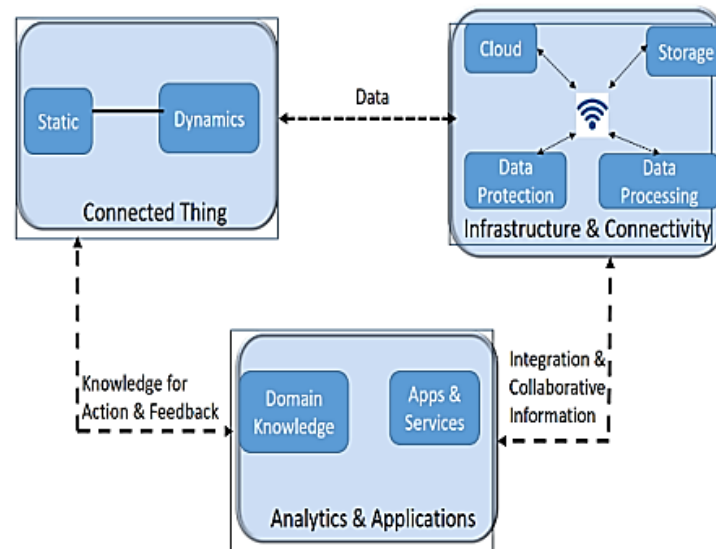 Static
Dynamics
Connected Thing
Data
Cloud
Storage
Data
Protection
Data
Processing
Infrastructure & Connectivity
Knowledge for
Action & Feedback
Domain
Knowledge
Apps &
Services
Analytics & Applications
Integration &
Collaborative
Information